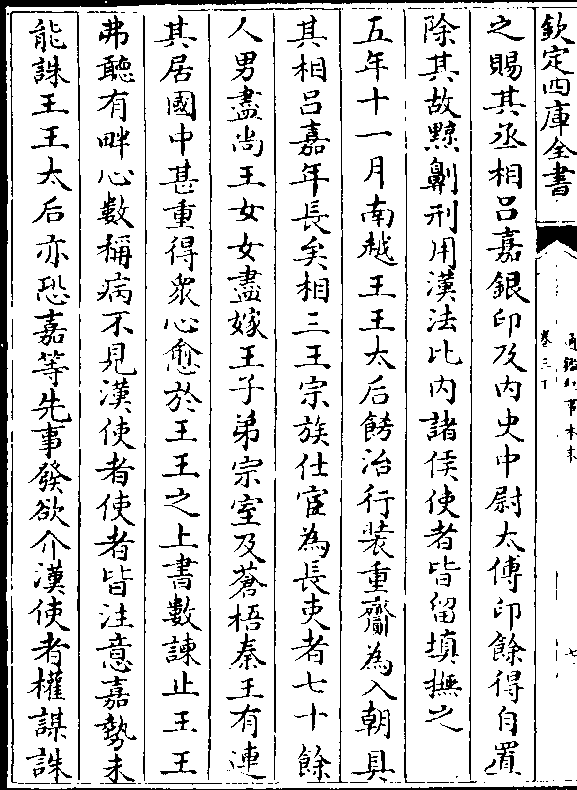 欽定四庫全書
通鑑紀事本末
卷三下
之賜其丞相吕嘉銀印及内史中尉太傅印餘得自置
除其故黥劓刑用漢法比内諸侯使者皆留填撫之
五年十一月南越王王太后飭治行裝重齎為入朝具
其相吕嘉年長矣相三王宗族仕宦為長吏者七十餘
人男盡尚王女女盡嫁王子弟宗室及蒼梧秦王有連
其居國中甚重得衆心愈於王王之上書數諫止王王
弗聽有畔心數稱病不見漢使者使者皆注意嘉勢未
能誅王王太后亦恐嘉等先事發欲介漢使者權謀誅